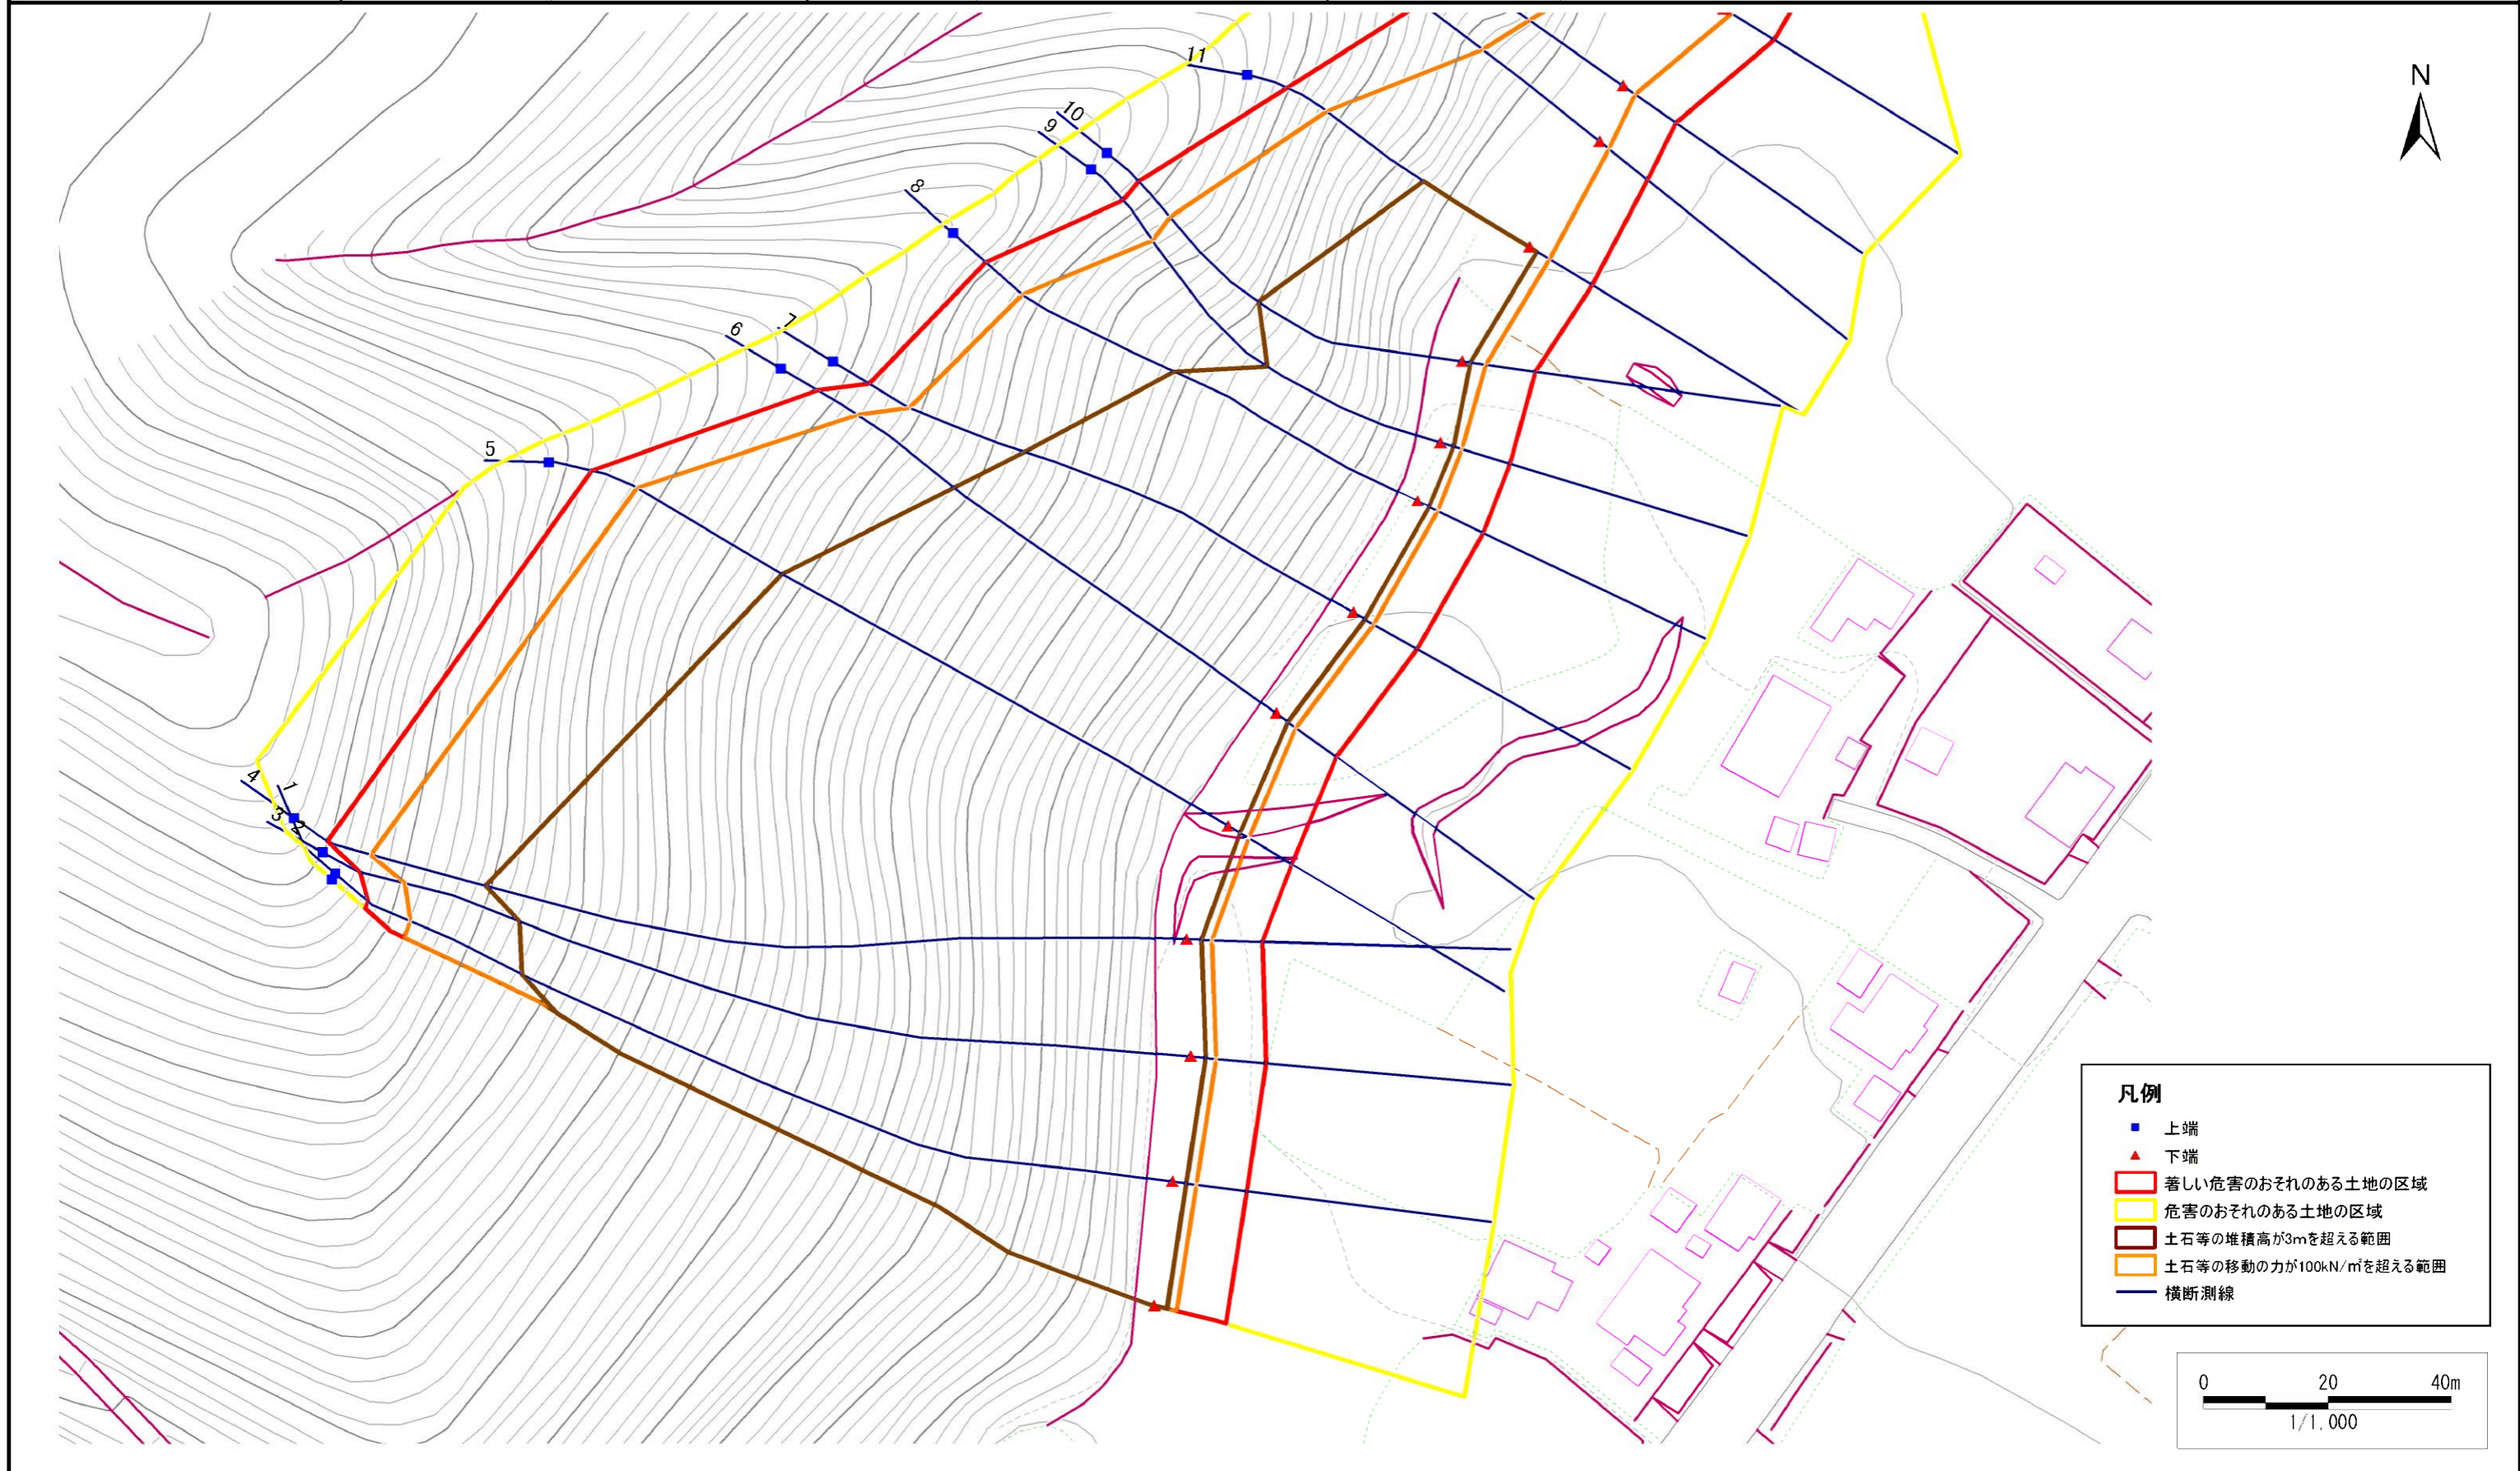 11
N
10
9
8
7
6
5
4
1
3
2
凡例
上端
下端
著しい危害のおそれのある土地の区域
危害のおそれのある土地の区域
土石等の堆積高が3mを超える範囲
土石等の移動の力が100kN/㎡を超える範囲
横断測線
0 20 40m
1/1,000